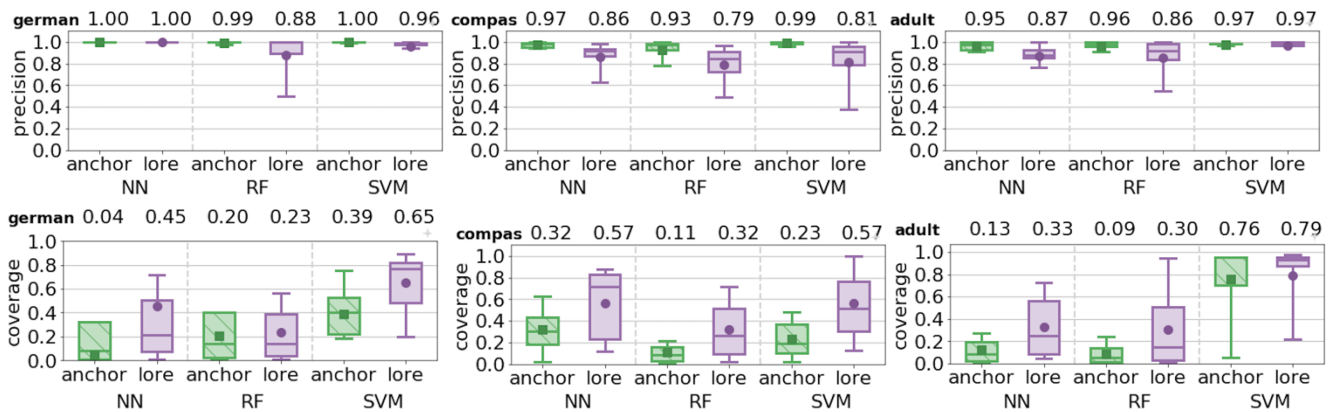 german 1.00 1.00 0.99 0.88 1.00 0.96
precision
1.0
0.8
0.6
0.4
0.2
0.0
anchor lore anchor lore anchor lore
NN RF SVM
compas 0.97 0.86 0.93 0.79 0.99 0.81
precision
1.0
0.8
0.6
0.4
0.2
0.0
anchor lore anchor lore anchor lore
NN RF SVM
adult 0.95 0.87 0.96 0.86 0.97 0.97
precision
1.0
0.8
0.6
0.4
0.2
0.0
anchor lore anchor lore anchor lore
NN RF SVM
german 0.04 0.45 0.20 0.23 0.39 0.65
coverage
1.0
0.8
0.6
0.4
0.2
0.0
anchor lore anchor lore anchor lore
NN RF SVM
compas 0.32 0.57 0.11 0.32 0.23 0.57
coverage
1.0
0.8
0.6
0.4
0.2
0.0
anchor lore anchor lore anchor lore
NN RF SVM
adult 0.13 0.33 0.09 0.30 0.76 0.79
coverage
1.0
0.8
0.6
0.4
0.2
0.0
anchor lore anchor lore anchor lore
NN RF SVM